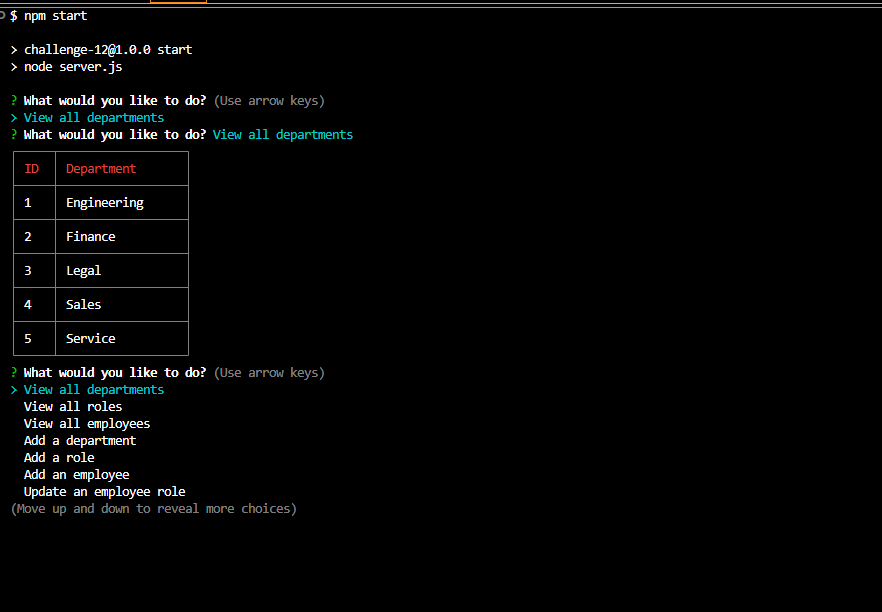 $ npm start
> challenge-12@1.0.0 start
> node server.js
? What would you like to do? (Use arrow keys)
> View all departments
? What would you like to do? View all departments
ID Department
1 Engineering
2 Finance
3 Legal
4 Sales
5 Service
? What would you like to do? (Use arrow keys)
> View all departments
View all roles
View all employees
Add a department
Add a role
Add an employee
Update an employee role
(Move up and down to reveal more choices)